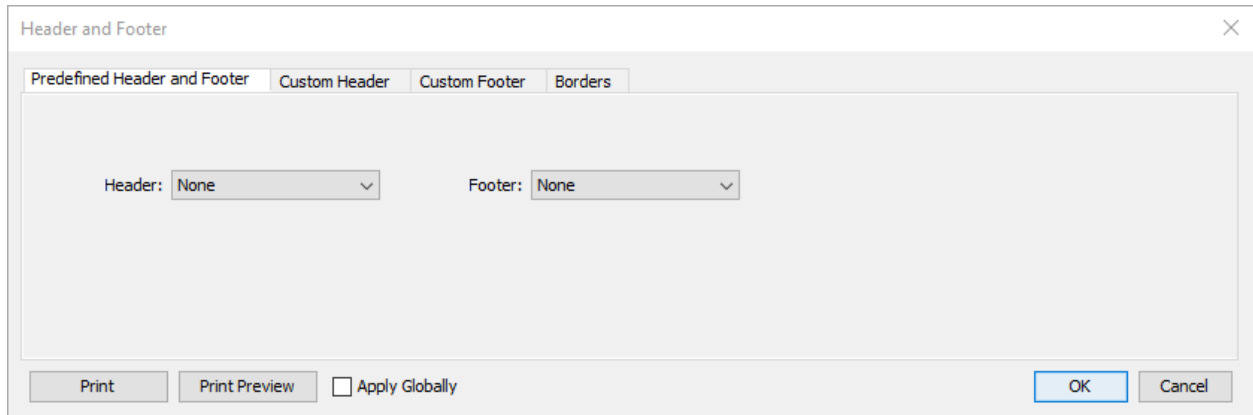 Header and Footer
Predefined Header and Footer Custom Header Custom Footer Borders
Header: None Footer: None
Print Print Preview Apply Globally OK Cancel